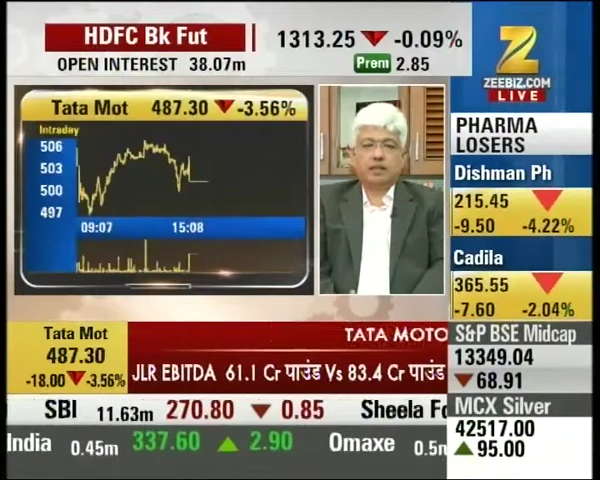 HDFC Bk Fut
1313.25 -0.09%
OPEN INTEREST 38.07m
Prem 2.85
Z
ZEEBIZ.COM
LIVE
Tata Mot 487.30 -3.56%
Intraday
506
503
500
497
09:07 15:08
PHARMA
LOSERS
Dishman Ph
215.45
-9.50 -4.22%
Cadila
365.55
-7.60 -2.04%
S&P BSE Midcap
13349.04
68.91
MCX Silver
42517.00
95.00
Tata Mot
487.30
-18.00 -3.56%
TATA MOTO
JLR EBITDA 61.1 Cr पाउंड Vs 83.4 Cr पाउंड
SBI 11.63m 270.80 0.85 Sheela Fo
India 0.45m 337.60 2.90 Omaxe 0.5m